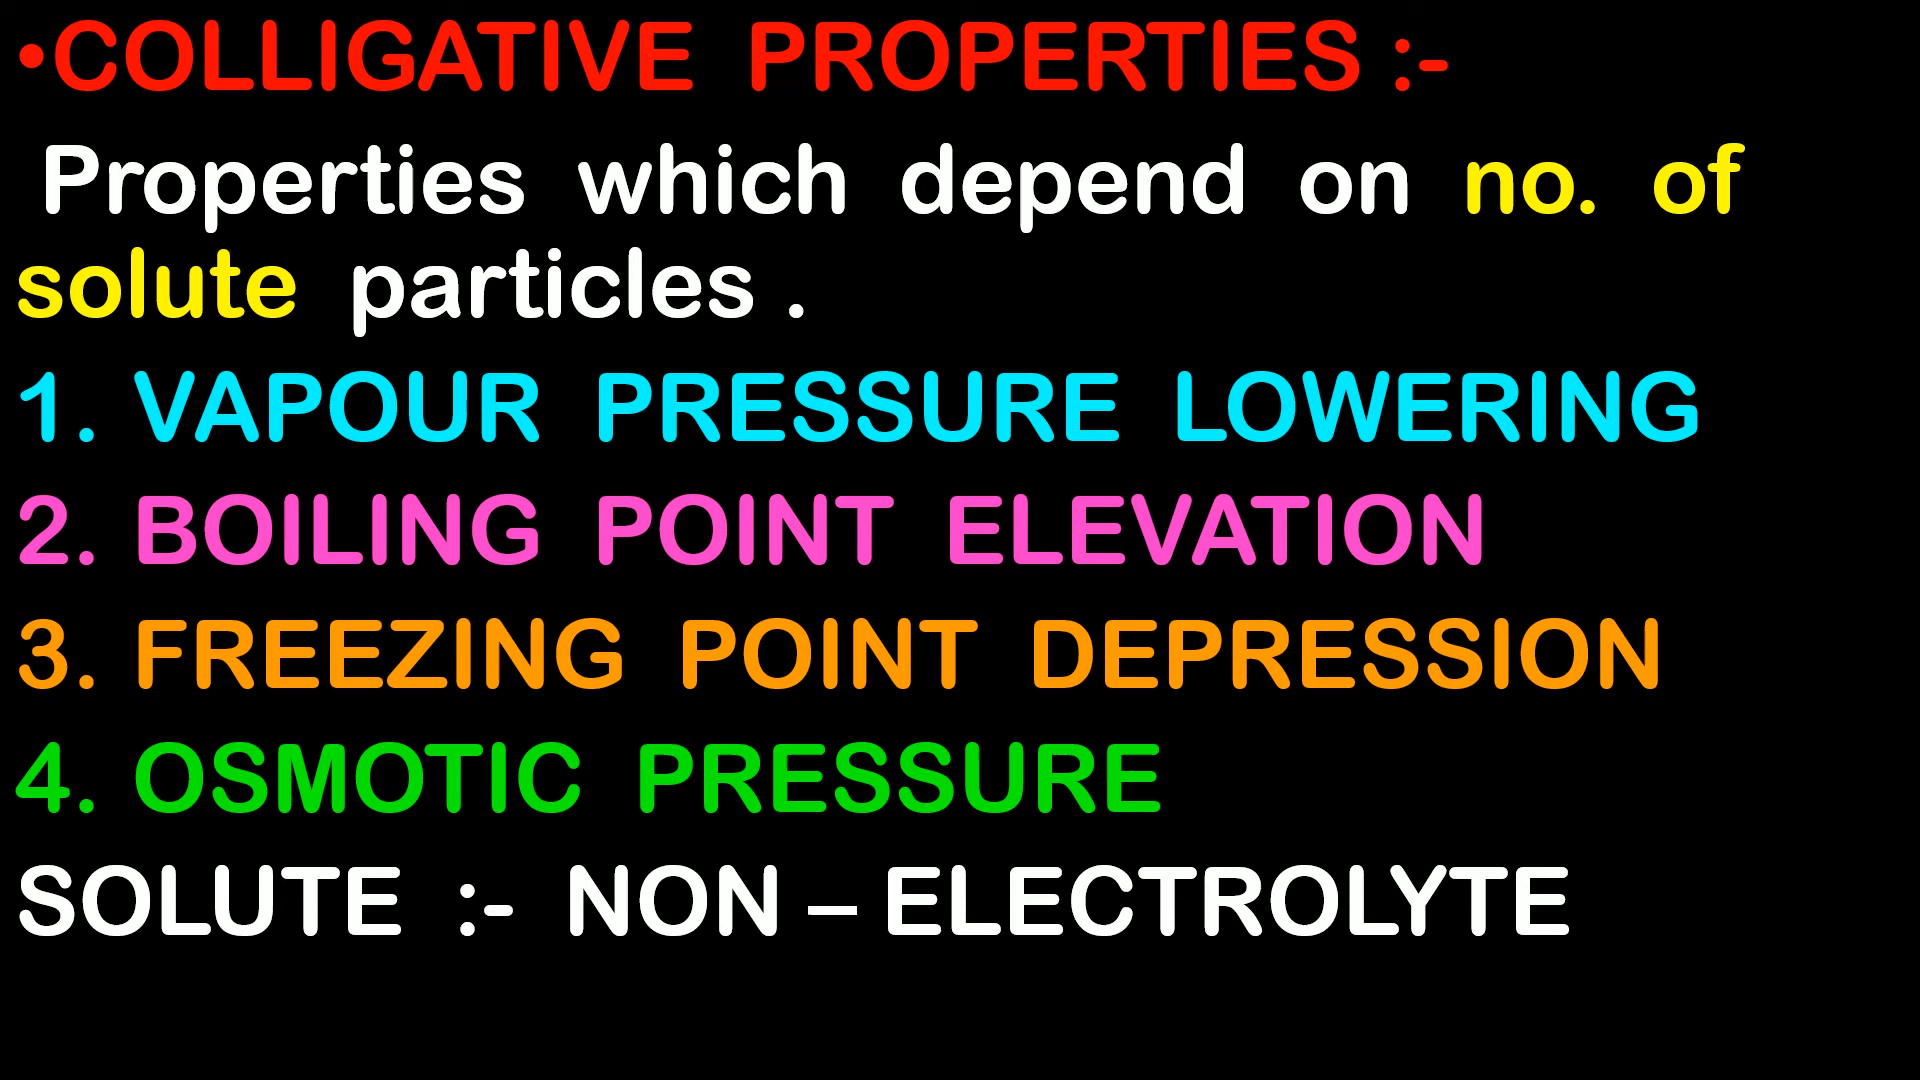 •COLLIGATIVE PROPERTIES :-
Properties which depend on no. of
solute particles .
1. VAPOUR PRESSURE LOWERING
2. BOILING POINT ELEVATION
3. FREEZING POINT DEPRESSION
4. OSMOTIC PRESSURE
SOLUTE :- NON – ELECTROLYTE